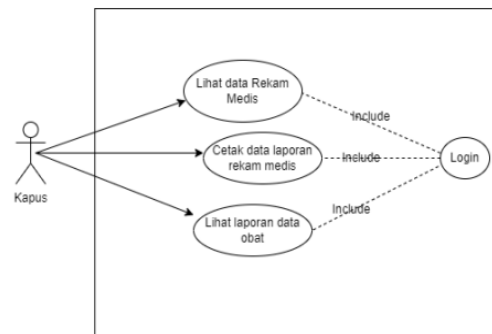 Lihat data Rekam
Medis
Include
Cetak data laporan
rekam medis
Include
Login
Kapus
Include
Lihat laporan data
obat